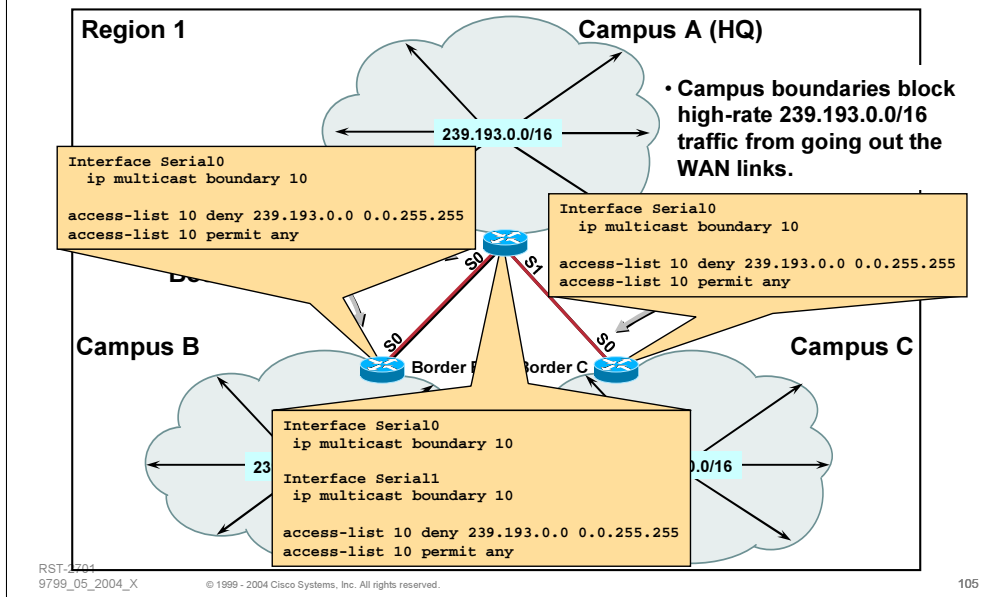 Region 1
Campus A (HQ)
• Campus boundaries block
high-rate 239.193.0.0/16
traffic from going out the
WAN links.
239.193.0.0/16
Interface Serial0
ip multicast boundary 10
access-list 10 deny 239.193.0.0 0.0.255.255
access-list 10 permit any
Interface Serial0
ip multicast boundary 10
access-list 10 deny 239.193.0.0 0.0.255.255
access-list 10 permit any
S0
S1
S0
S0
Campus B
Campus C
Border
Border C
23
.0/16
Interface Serial0
ip multicast boundary 10
Interface Serial1
ip multicast boundary 10
access-list 10 deny 239.193.0.0 0.0.255.255
access-list 10 permit any
RST-2701
9799_05_2004_X
© 1999 - 2004 Cisco Systems, Inc. All rights reserved.
105